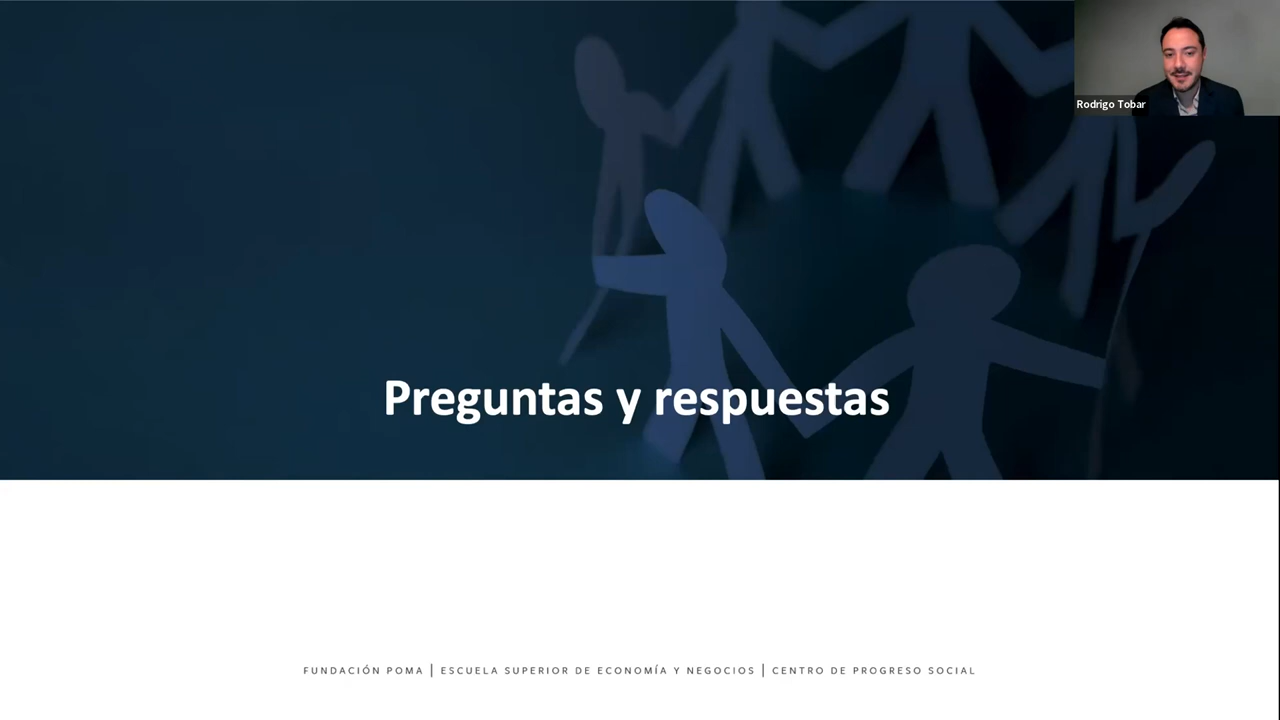 Rodrigo Tobar
Preguntas y respuestas
FUNDACIÓN POMA | ESCUELA SUPERIOR DE ECONOMÍA Y NEGOCIOS | CENTRO DE PROGRESO SOCIAL